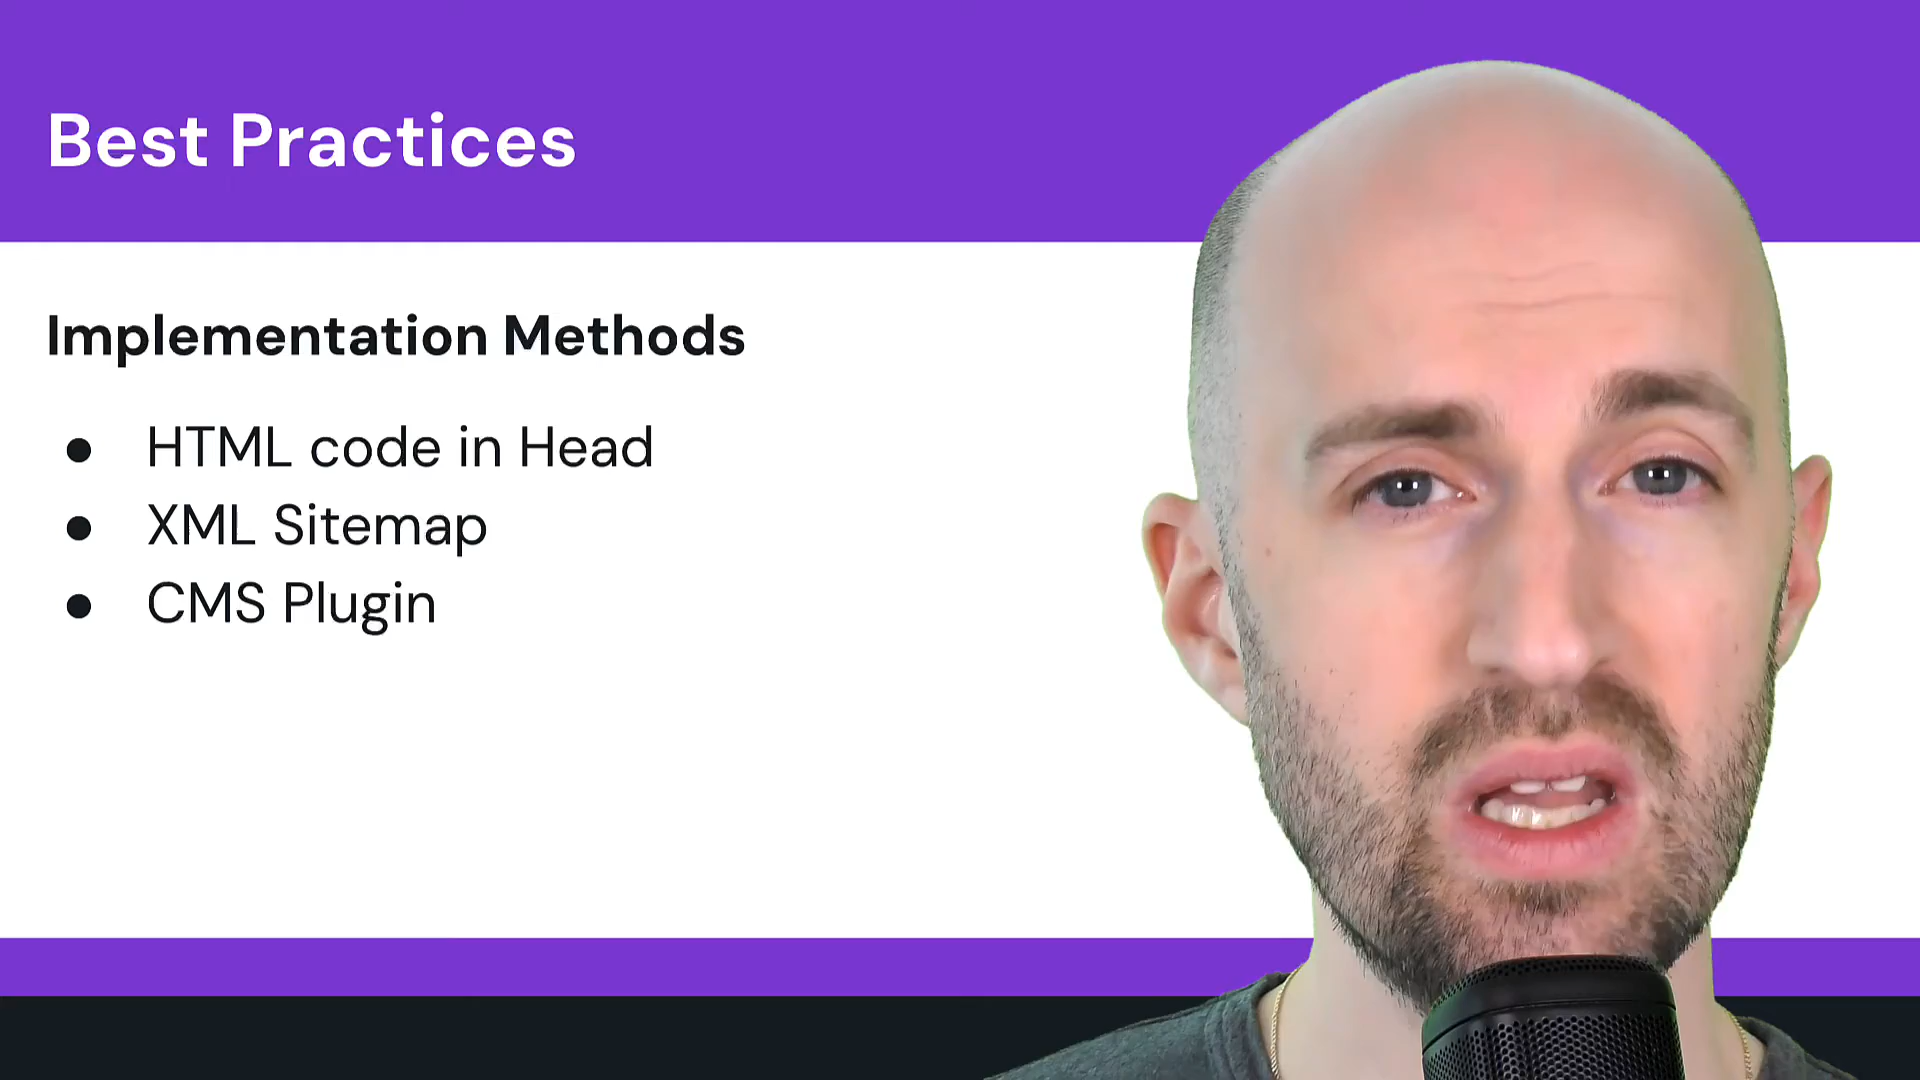 Best Practices
Implementation Methods
● HTML code in Head
● XML Sitemap
● CMS Plugin